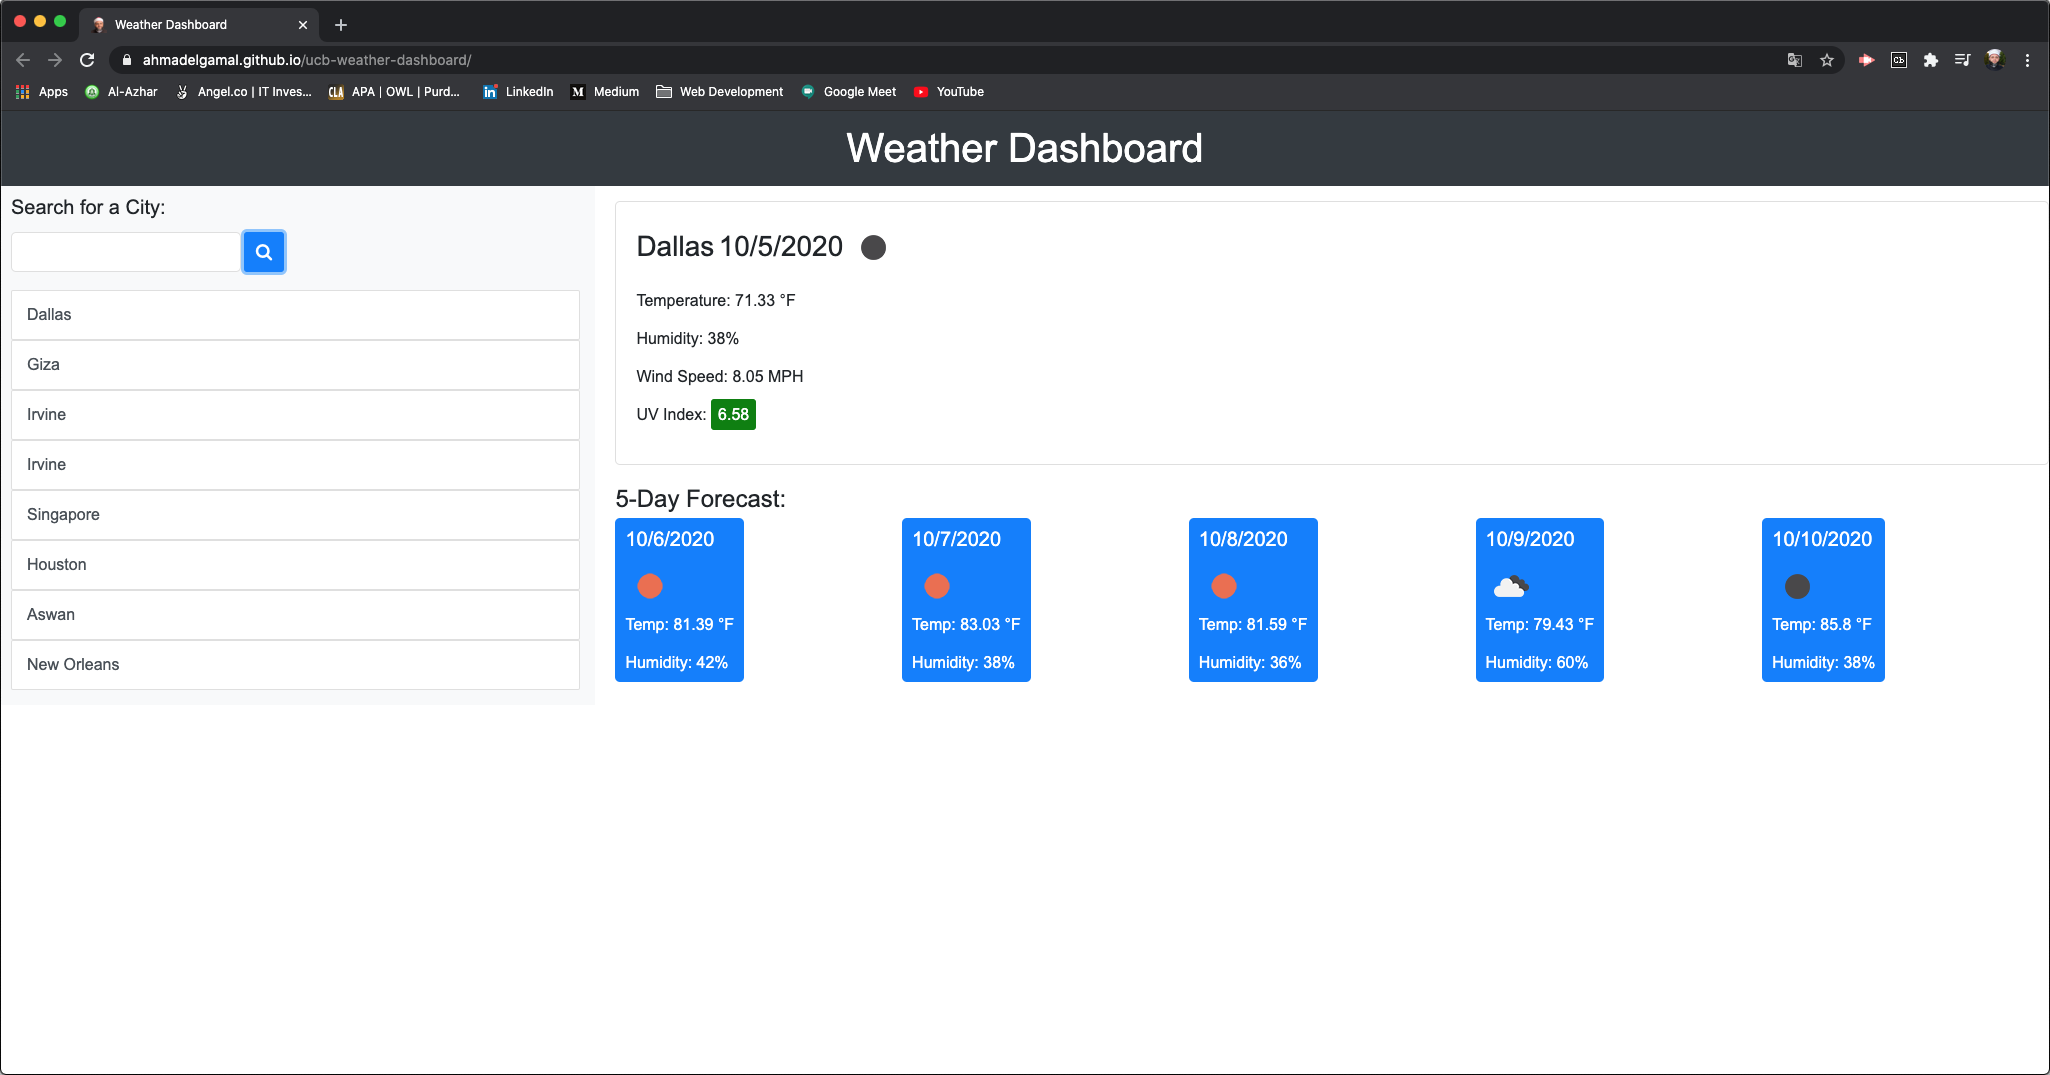 Weather Dashboard
ahmadelgamal.github.io/ucb-weather-dashboard/
Apps Al-Azhar Angel.co | IT Inves... CLA APA | OWL | Purd... in LinkedIn M Medium Web Development Google Meet YouTube
Weather Dashboard
Search for a City:
Dallas
Giza
Irvine
Irvine
Singapore
Houston
Aswan
New Orleans
Dallas 10/5/2020
Temperature: 71.33 °F
Humidity: 38%
Wind Speed: 8.05 MPH
UV Index: 6.58
5-Day Forecast:
10/6/2020
Temp: 81.39 °F
Humidity: 42%
10/7/2020
Temp: 83.03 °F
Humidity: 38%
10/8/2020
Temp: 81.59 °F
Humidity: 36%
10/9/2020
Temp: 79.43 °F
Humidity: 60%
10/10/2020
Temp: 85.8 °F
Humidity: 38%